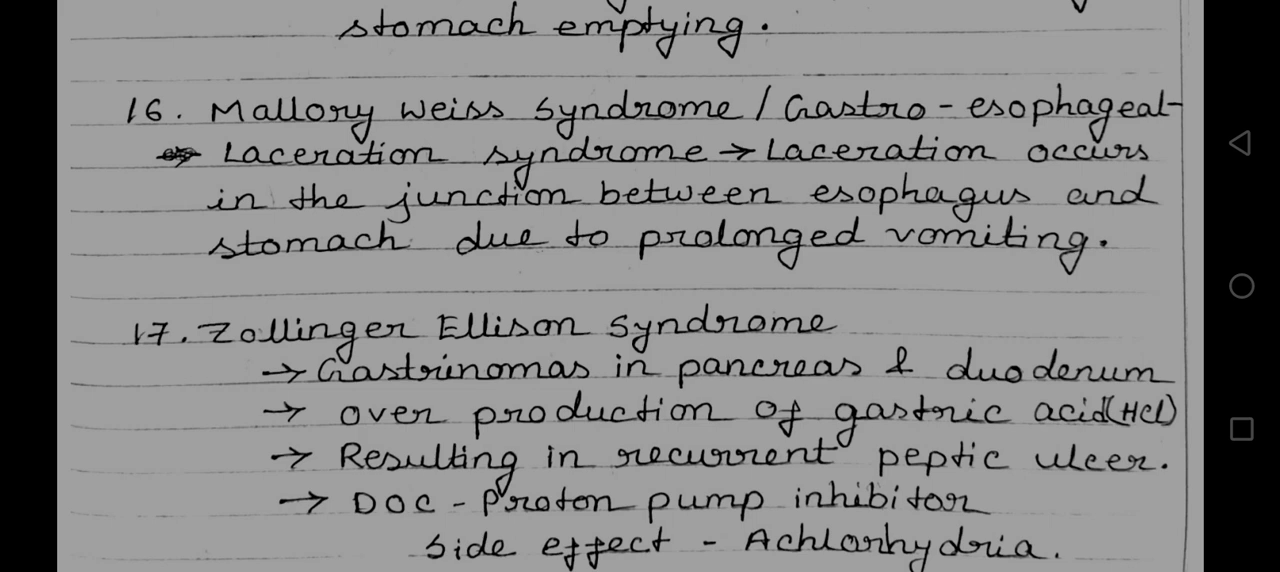 stomach emptying.
16. Mallory Weiss Syndrome / Gastro - esophageal-
Laceration syndrome → Laceration occurs
in the junction between esophagus and
stomach due to prolonged vomiting.
17. Zollinger Ellison Syndrome
→ Gastrinomas in pancreas & duodenum
→ over production of gastric acid (HCl)
→ Resulting in recurrent peptic ulcer.
→ DOC - Proton pump inhibitor
Side effect - Achlorhydria.